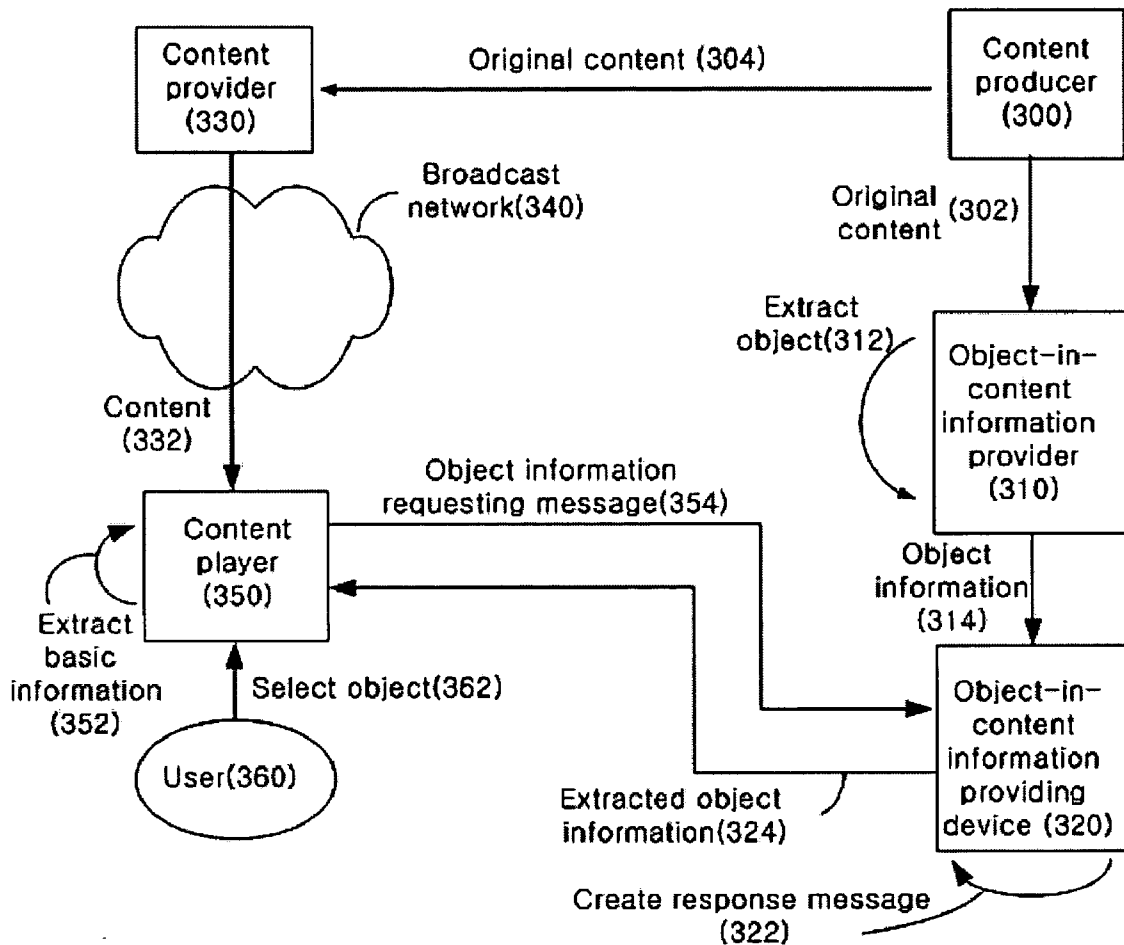 Content
provider
(330)
Original content (304)
Content
producer
(300)
Broadcast
network(340)
Original
content
(302)
Extract
object(312)
Object-in-
content
information
provider
(310)
Content
(332)
Object information
requesting message(354)
Content
player
(350)
Object
information
(314)
Extract
basic
information
(352)
Select object(362)
User(360)
Object-in-
content
information
providing
device (320)
Extracted object
information(324)
Create response message
(322)